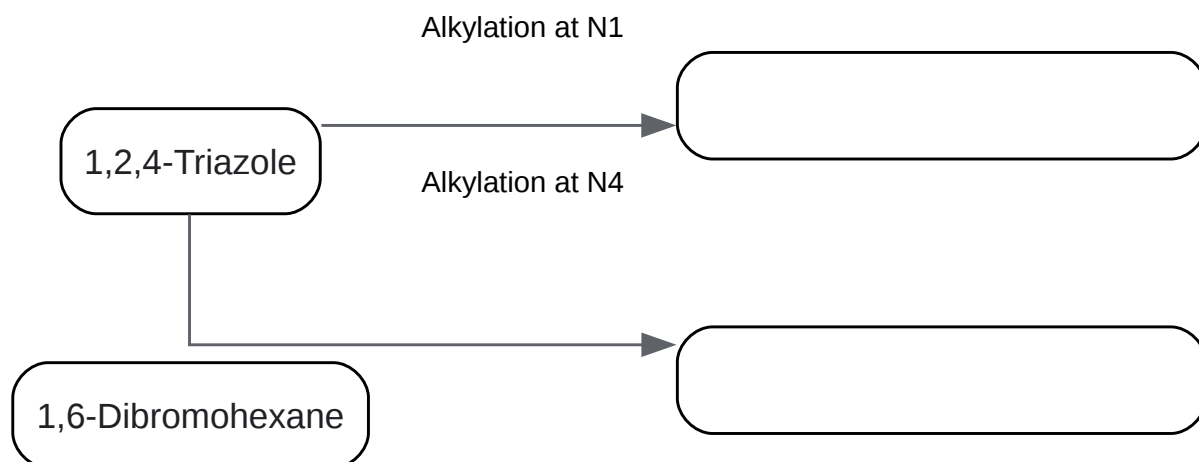 Alkylation at N1
1,2,4-Triazole
Alkylation at N4
1,6-Dibromohexane